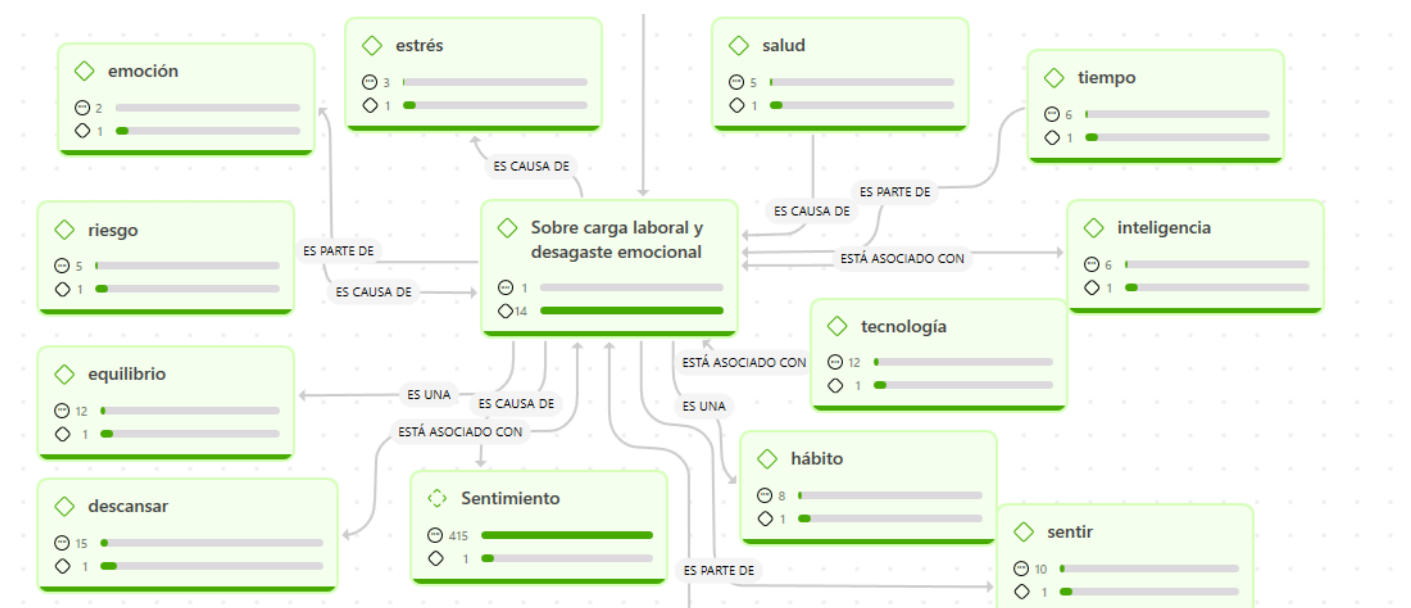 estrés
3
1
salud
5
1
emoción
2
1
tiempo
6
1
ES CAUSA DE
ES PARTE DE
ES CAUSA DE
riesgo
5
1
Sobre carga laboral y
desagaste emocional
1
14
inteligencia
6
1
ES PARTE DE
ESTÁ ASOCIADO CON
ES CAUSA DE
tecnología
12
1
ESTÁ ASOCIADO CON
equilibrio
12
1
ES UNA
ES CAUSA DE
ES UNA
ESTÁ ASOCIADO CON
hábito
8
1
descansar
15
1
Sentimiento
415
1
sentir
10
1
ES PARTE DE